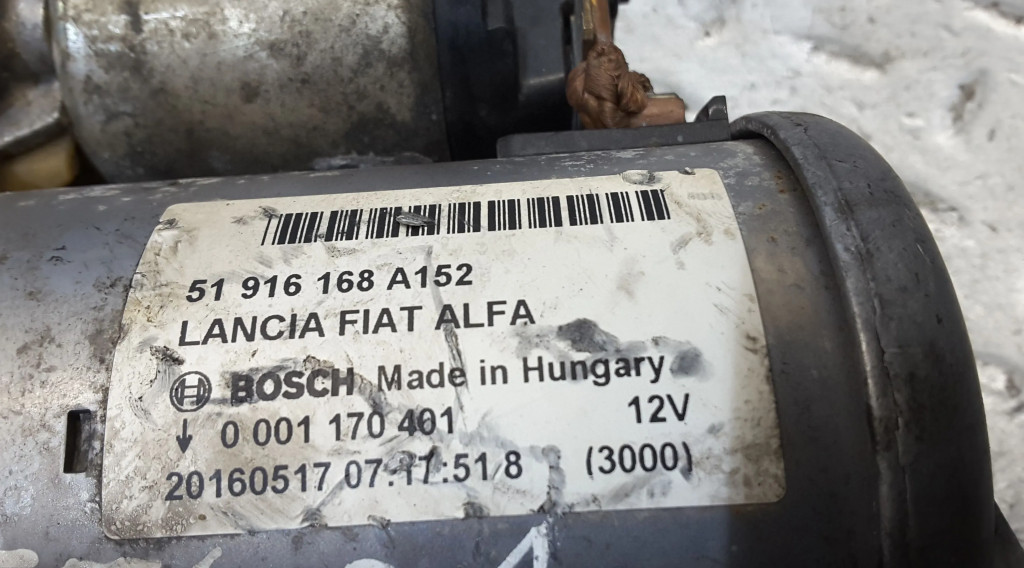 51 916 168 A152
LANCIA FIAT ALFA
BOSCH Made in Hungary
0 001 170 401 12V
20160517 07:17:51 8 (3000)